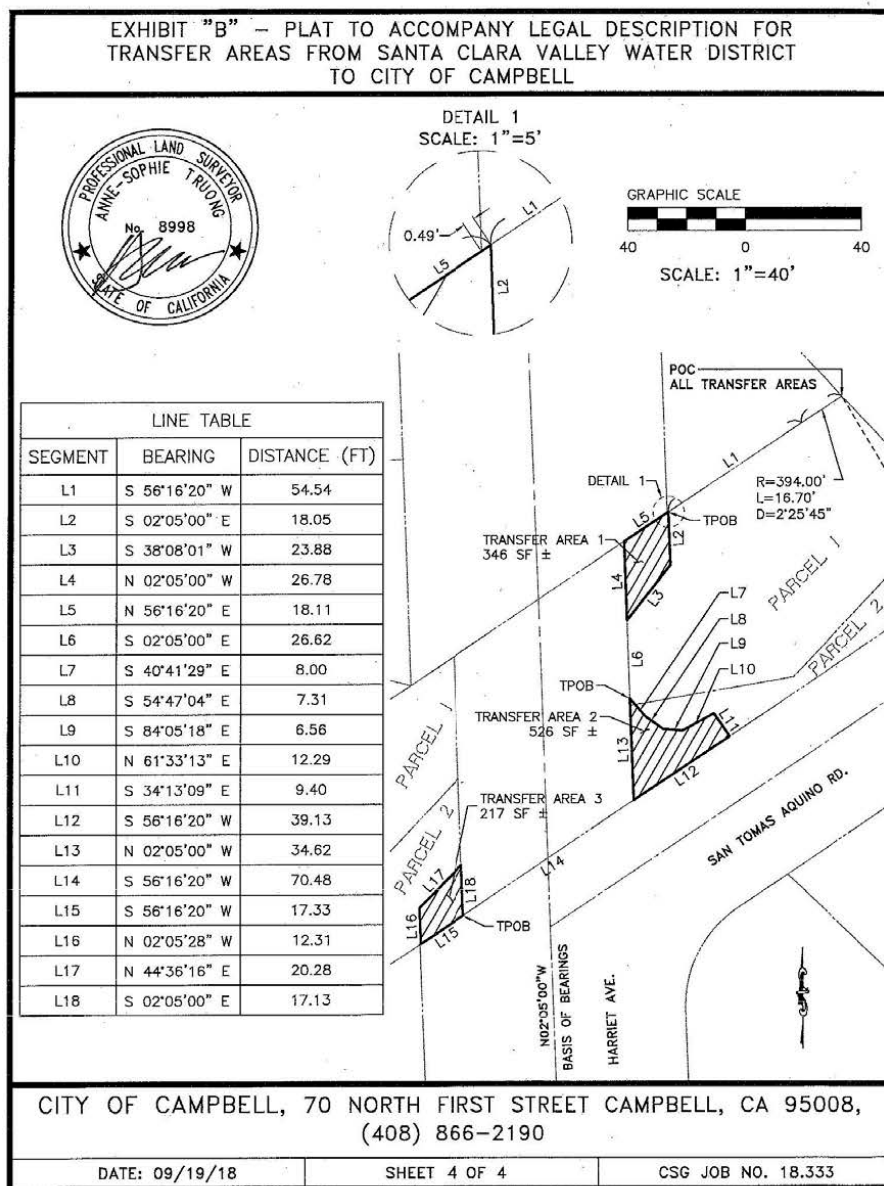 EXHIBIT "B" – PLAT TO ACCOMPANY LEGAL DESCRIPTION FOR
TRANSFER AREAS FROM SANTA CLARA VALLEY WATER DISTRICT
TO CITY OF CAMPBELL
PROFESSIONAL LAND SURVEYOR
ANNE-SOPHIE TRUONG
No. 8998
STATE OF CALIFORNIA
DETAIL 1
SCALE: 1"=5'
L1
0.49'
L5
L2
GRAPHIC SCALE
40 0 40
SCALE: 1"=40'
LINE TABLE
SEGMENT BEARING DISTANCE (FT)
L1 S 56°16'20" W 54.54
L2 S 02°05'00" E 18.05
L3 S 38°08'01" W 23.88
L4 N 02°05'00" W 26.78
L5 N 56°16'20" E 18.11
L6 S 02°05'00" E 26.62
L7 S 40°41'29" E 8.00
L8 S 54°47'04" E 7.31
L9 S 84°05'18" E 6.56
L10 N 61°33'13" E 12.29
L11 S 34°13'09" E 9.40
L12 S 56°16'20" W 39.13
L13 N 02°05'00" W 34.62
L14 S 56°16'20" W 70.48
L15 S 56°16'20" W 17.33
L16 N 02°05'28" W 12.31
L17 N 44°36'16" E 20.28
L18 S 02°05'00" E 17.13
POC
ALL TRANSFER AREAS
L1
R=394.00'
L=16.70'
D=2°25'45"
DETAIL 1
TPOB
L5
L2
TRANSFER AREA 1
346 SF ±
L4
L3
PARCEL 1
PARCEL 2
L7
L8
L9
L10
L6
TPOB
TRANSFER AREA 2
526 SF ±
L11
L13
L12
PARCEL 1
PARCEL 2
TRANSFER AREA 3
217 SF ±
SAN TOMAS AQUINO RD.
L14
L17
L18
L16
L15
TPOB
N02°05'00"W
BASIS OF BEARINGS
HARRIET AVE.
CITY OF CAMPBELL, 70 NORTH FIRST STREET CAMPBELL, CA 95008,
(408) 866–2190
DATE: 09/19/18 SHEET 4 OF 4 CSG JOB NO. 18.333